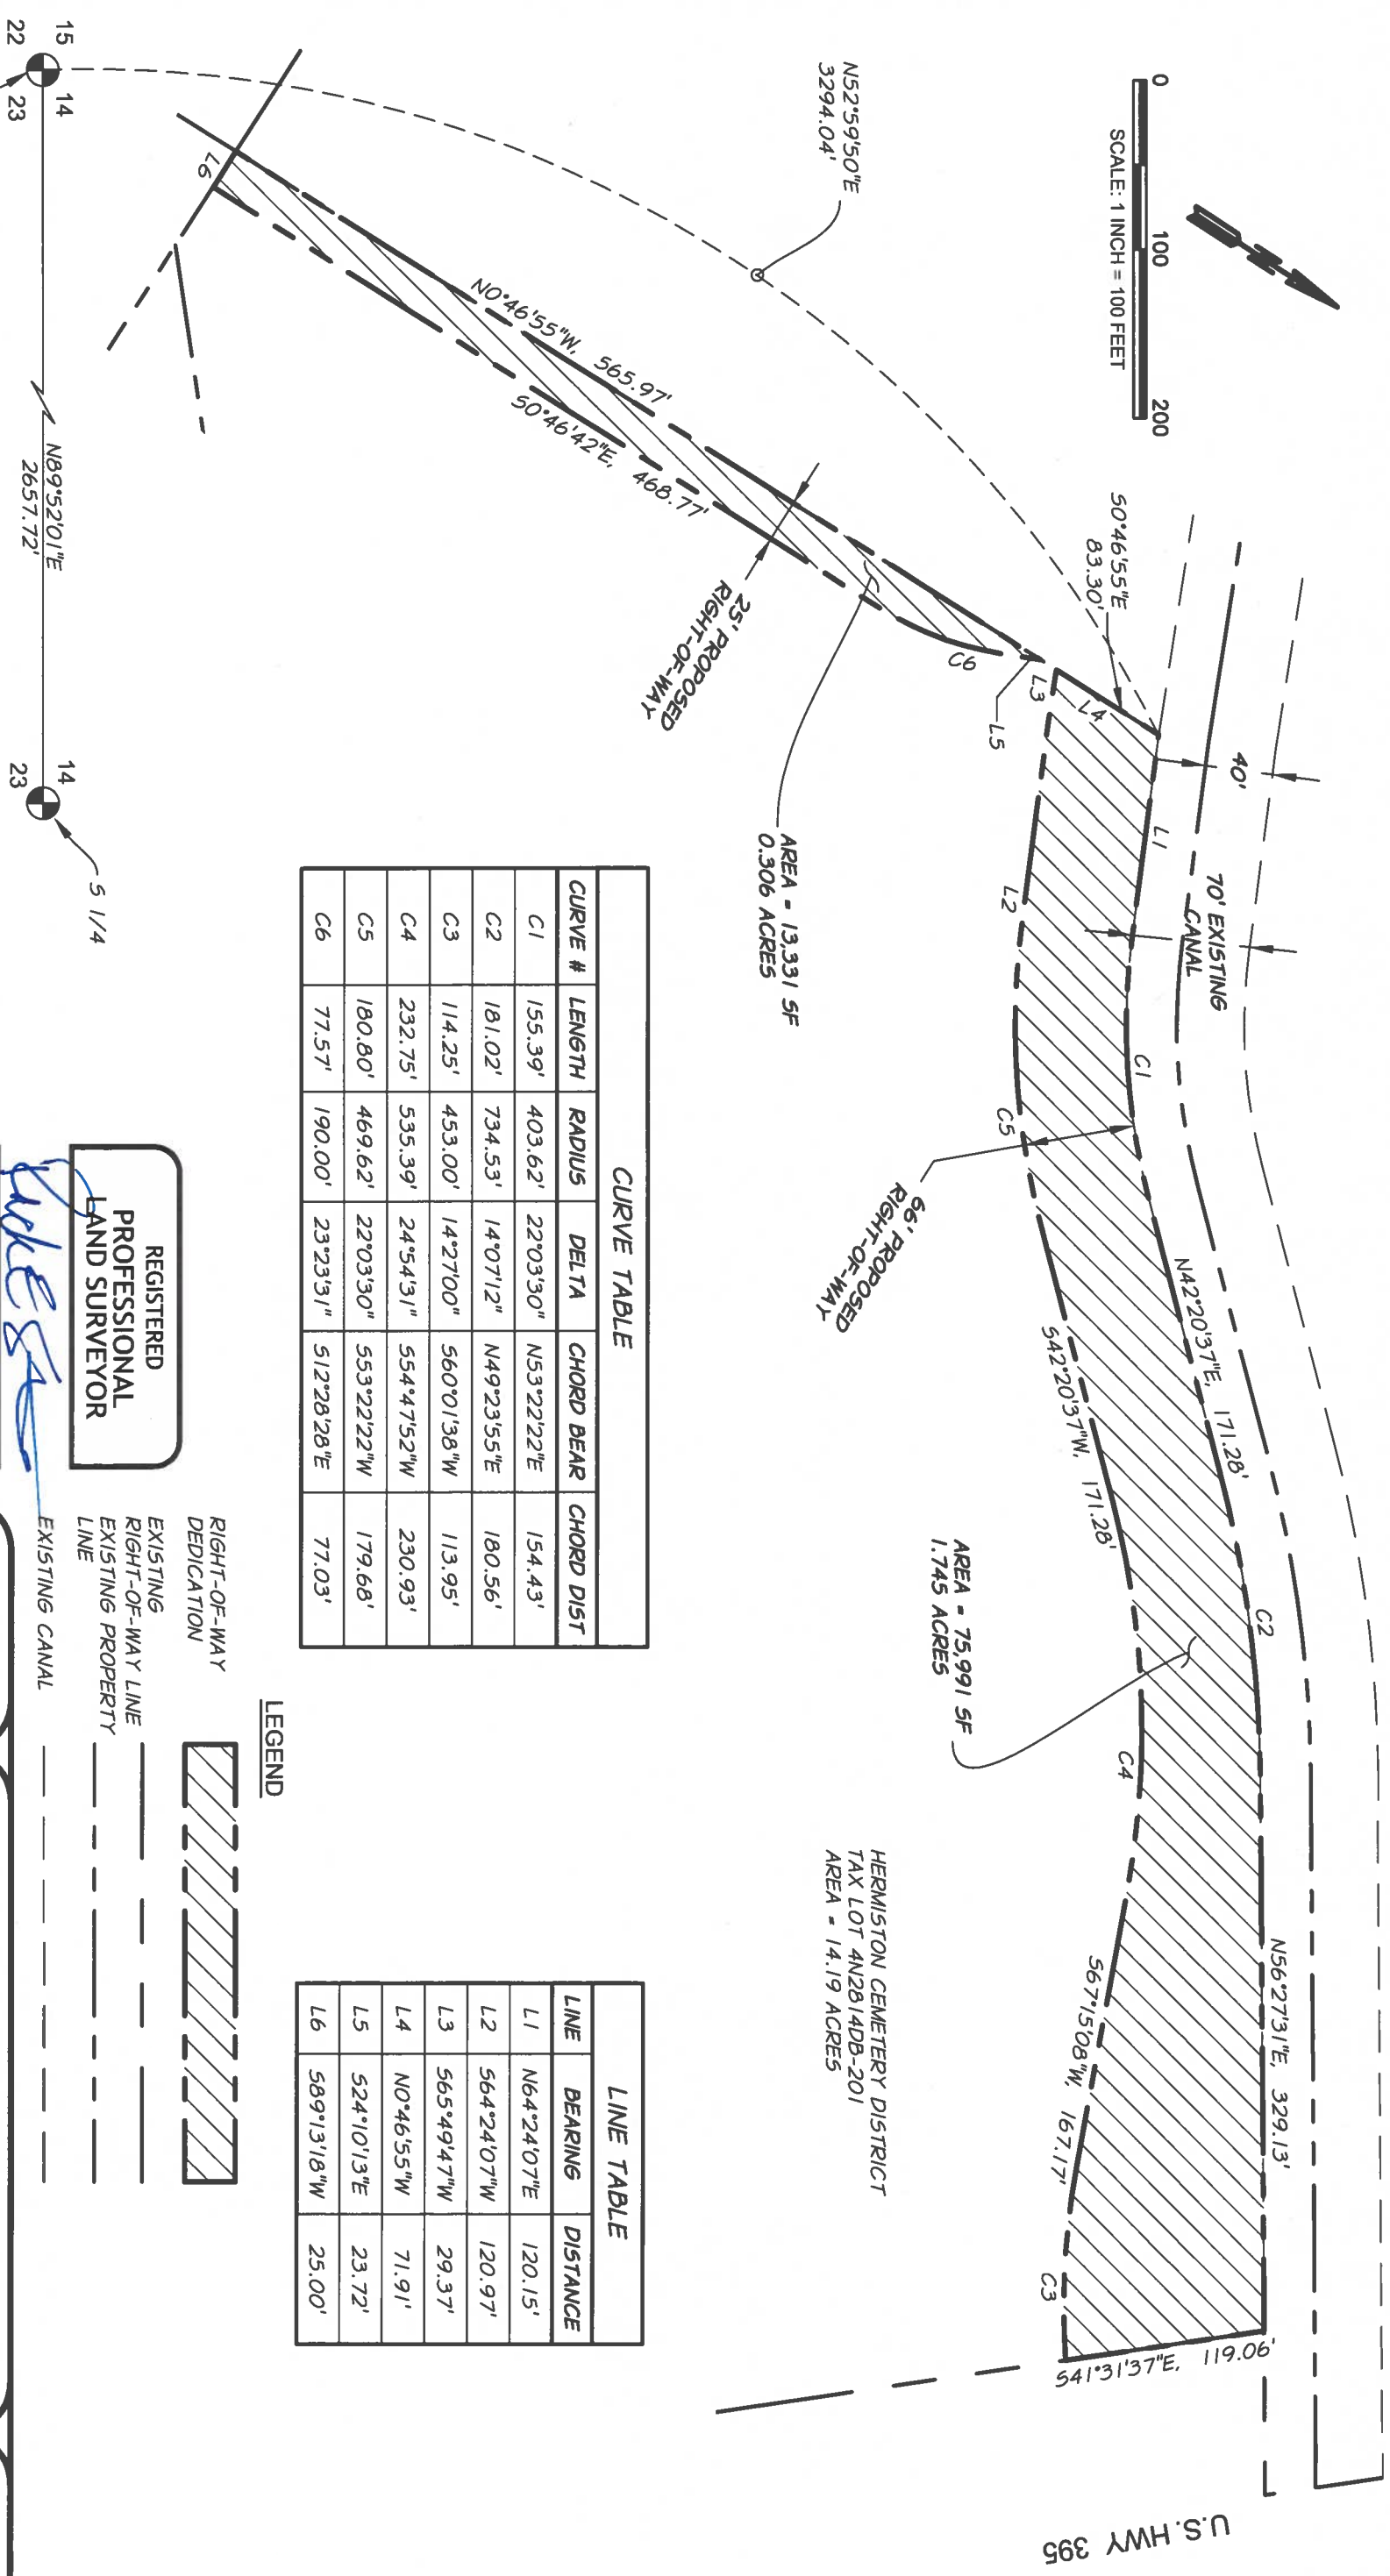 0 100 200
SCALE: 1 INCH = 100 FEET
N52°59'50"E
3294.04'
S0°46'55"E
83.30'
40'
70' EXISTING
CANAL
L1
L2
L3
L4
L5
L6
C1
C2
C3
C4
C5
C6
N42°20'37"E, 171.28'
S42°20'37"W, 171.28'
N56°27'31"E, 329.13'
S67°15'08"W, 167.17'
S41°31'37"E, 119.06'
U.S. HWY 395
66' PROPOSED
RIGHT-OF-WAY
AREA = 75,991 SF
1.745 ACRES
HERMISTON CEMETERY DISTRICT
TAX LOT 4N2814DB-201
AREA = 14.19 ACRES
N0°46'55"W, 565.97'
S0°46'42"E, 468.77'
25' PROPOSED
RIGHT-OF-WAY
AREA = 13,331 SF
0.306 ACRES
15 14
22 23
N89°52'01"E
2657.72'
14
23
S 1/4
CURVE TABLE
CURVE # LENGTH RADIUS DELTA CHORD BEAR CHORD DIST
C1 155.39' 403.62' 22°03'30" N53°22'22"E 154.43'
C2 181.02' 734.53' 14°07'12" N49°23'55"E 180.56'
C3 114.25' 453.00' 14°27'00" S60°01'38"W 113.95'
C4 232.75' 535.39' 24°54'31" S54°47'52"W 230.93'
C5 180.80' 469.62' 22°03'30" S53°22'22"W 179.68'
C6 77.57' 190.00' 23°23'31" S12°28'28"E 77.03'
LINE TABLE
LINE BEARING DISTANCE
L1 N64°24'07"E 120.15'
L2 S64°24'07"W 120.97'
L3 S65°49'47"W 29.37'
L4 N0°46'55"W 71.91'
L5 S24°10'13"E 23.72'
L6 S89°13'18"W 25.00'
LEGEND
RIGHT-OF-WAY
DEDICATION
EXISTING
RIGHT-OF-WAY LINE
EXISTING PROPERTY
LINE
EXISTING CANAL
REGISTERED
PROFESSIONAL
LAND SURVEYOR